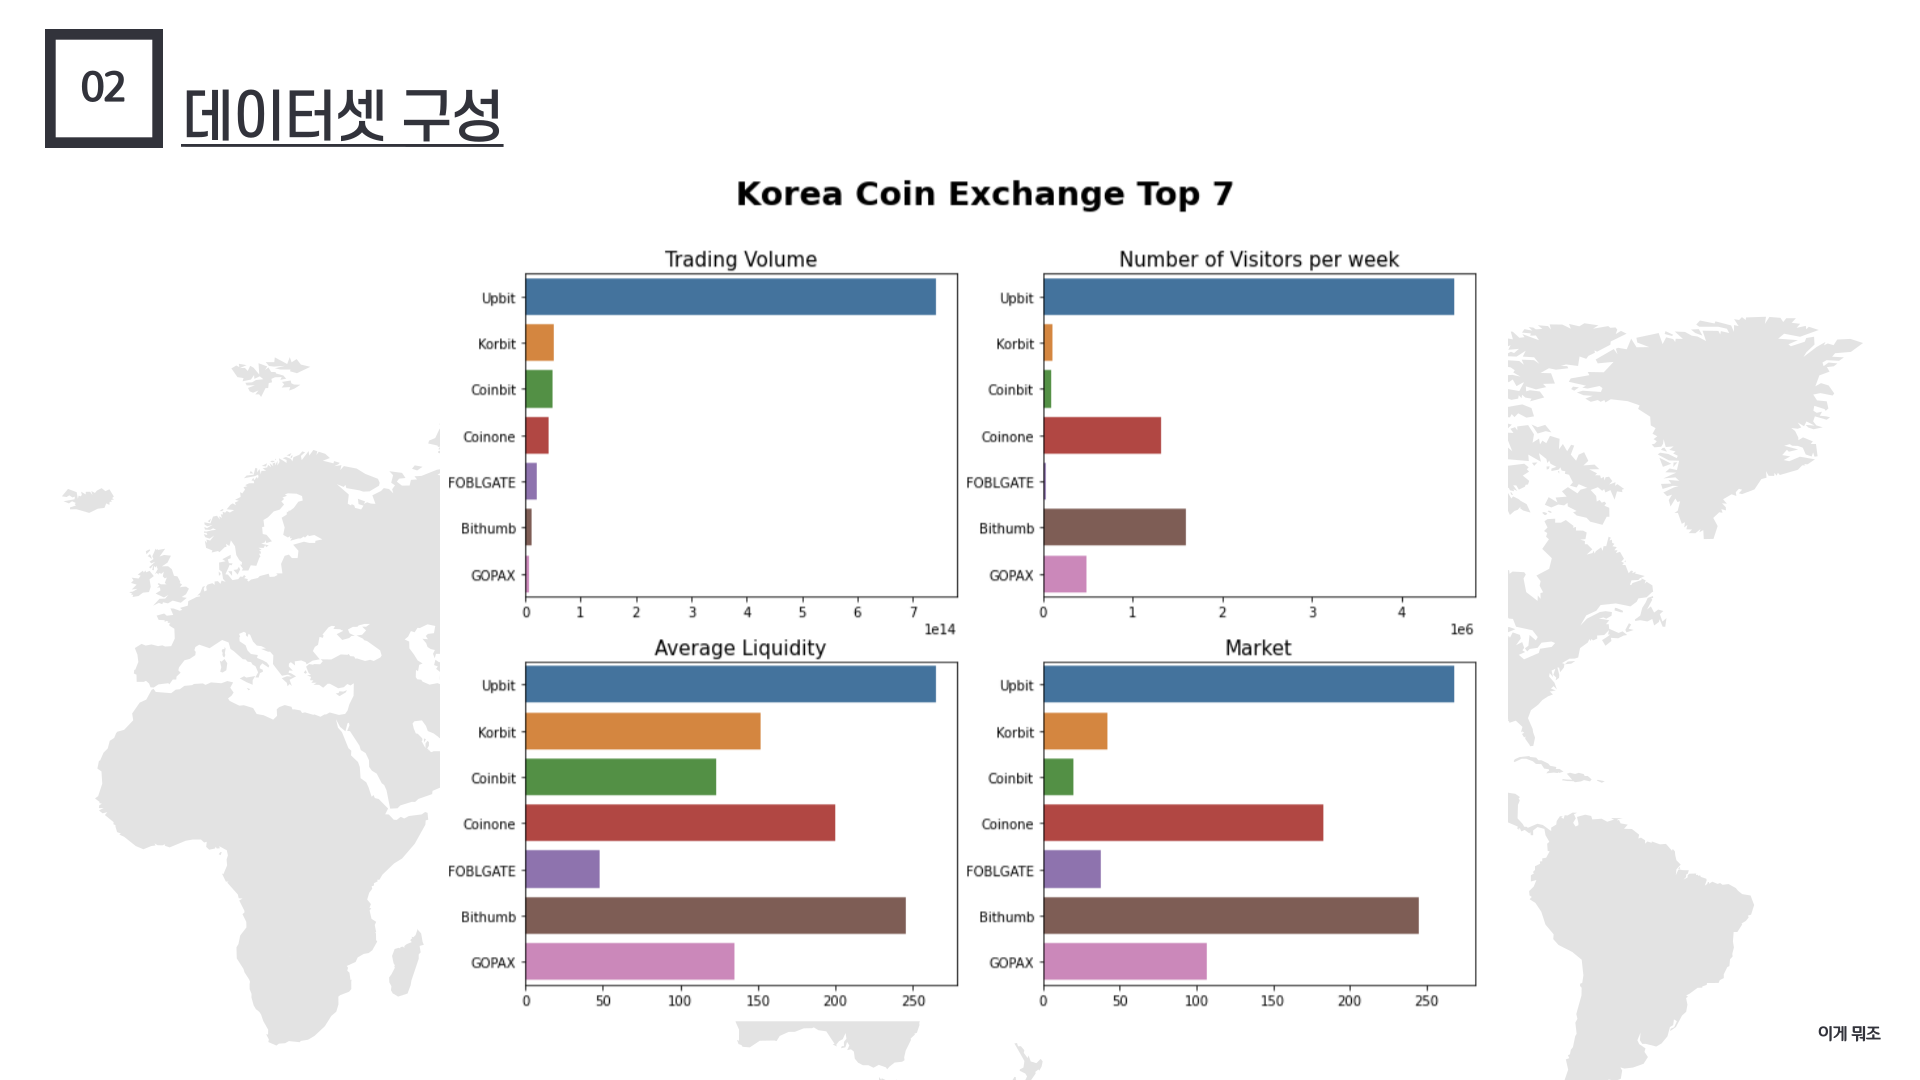 02
데이터셋 구성
Korea Coin Exchange Top 7
Trading Volume
Upbit
Korbit
Coinbit
Coinone
FOBLGATE
Bithumb
GOPAX
0 1 2 3 4 5 6 7
1e14
Number of Visitors per week
Upbit
Korbit
Coinbit
Coinone
FOBLGATE
Bithumb
GOPAX
0 1 2 3 4
1e6
Average Liquidity
Upbit
Korbit
Coinbit
Coinone
FOBLGATE
Bithumb
GOPAX
0 50 100 150 200 250
Market
Upbit
Korbit
Coinbit
Coinone
FOBLGATE
Bithumb
GOPAX
0 50 100 150 200 250
이게 뭐조